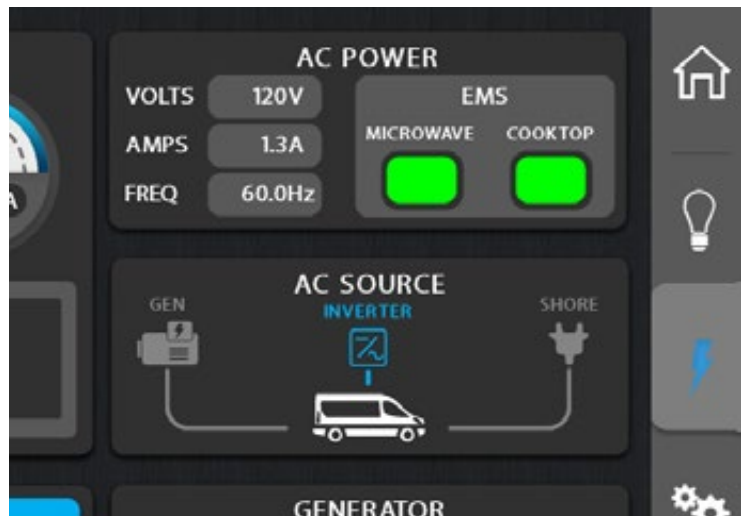 AC POWER
VOLTS 120V
AMPS 1.3A
FREQ 60.0Hz
EMS
MICROWAVE COOKTOP
A
AC SOURCE
GEN INVERTER SHORE
GENERATOR